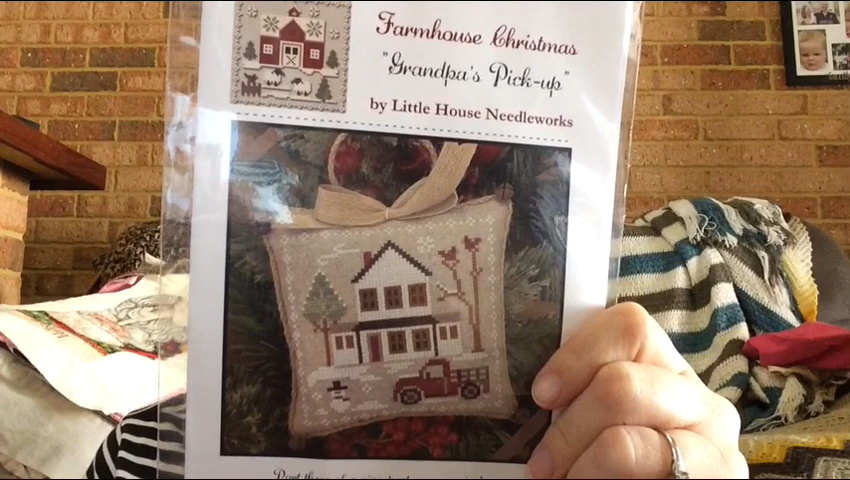 Farmhouse Christmas
"Grandpa's Pick-up"
by Little House Needleworks